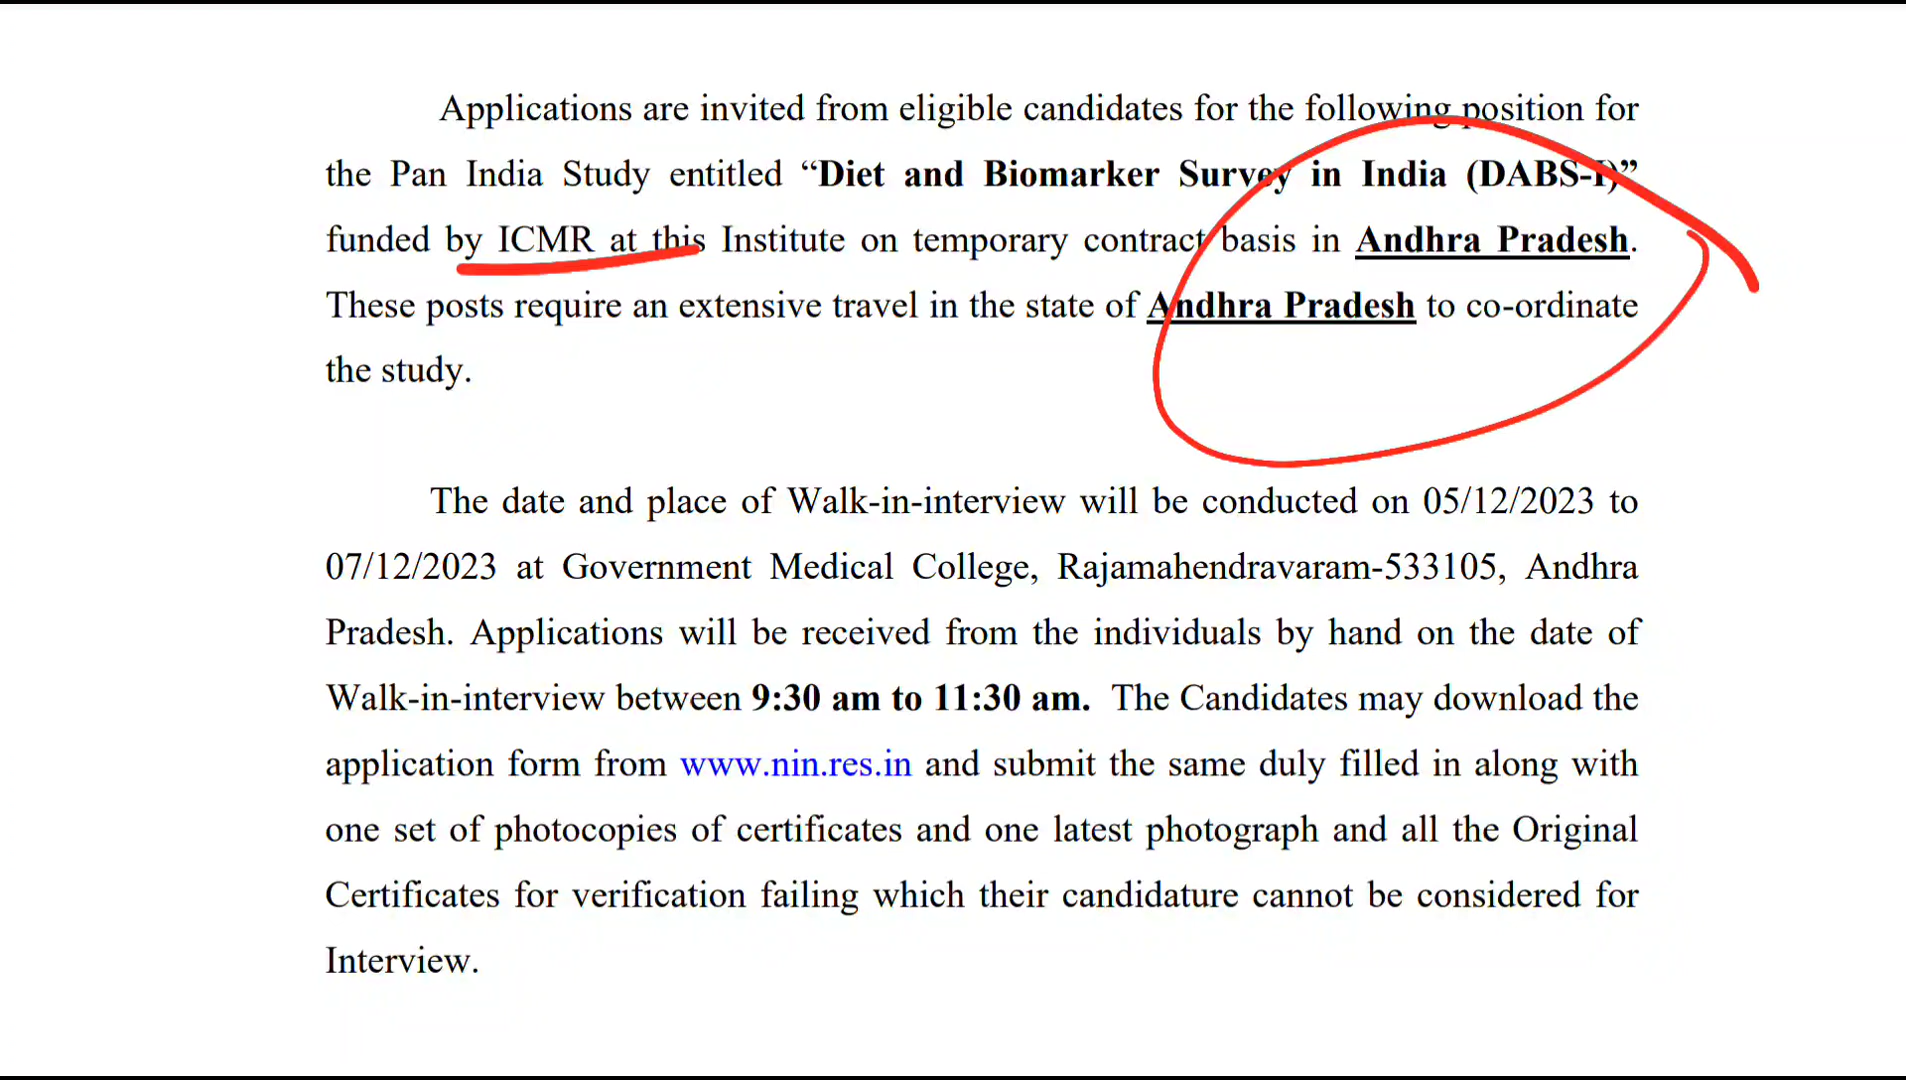 Applications are invited from eligible candidates for the following position for
the Pan India Study entitled “Diet and Biomarker Survey in India (DABS-I)”
funded by ICMR at this Institute on temporary contract basis in Andhra Pradesh.
These posts require an extensive travel in the state of Andhra Pradesh to co-ordinate
the study.
The date and place of Walk-in-interview will be conducted on 05/12/2023 to
07/12/2023 at Government Medical College, Rajamahendravaram-533105, Andhra
Pradesh. Applications will be received from the individuals by hand on the date of
Walk-in-interview between 9:30 am to 11:30 am. The Candidates may download the
application form from www.nin.res.in and submit the same duly filled in along with
one set of photocopies of certificates and one latest photograph and all the Original
Certificates for verification failing which their candidature cannot be considered for
Interview.